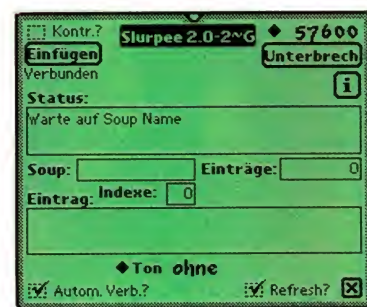 Kontr.? Slurpee 2.0-2~G ◆ 57600
Einfügen Unterbrech
Verbunden
i
Status:
Warte auf Soup Name
Soup: Einträge: 0
Eintrag: Indexe: 0
◆Ton ohne
Autom. Verb.? Refresh?